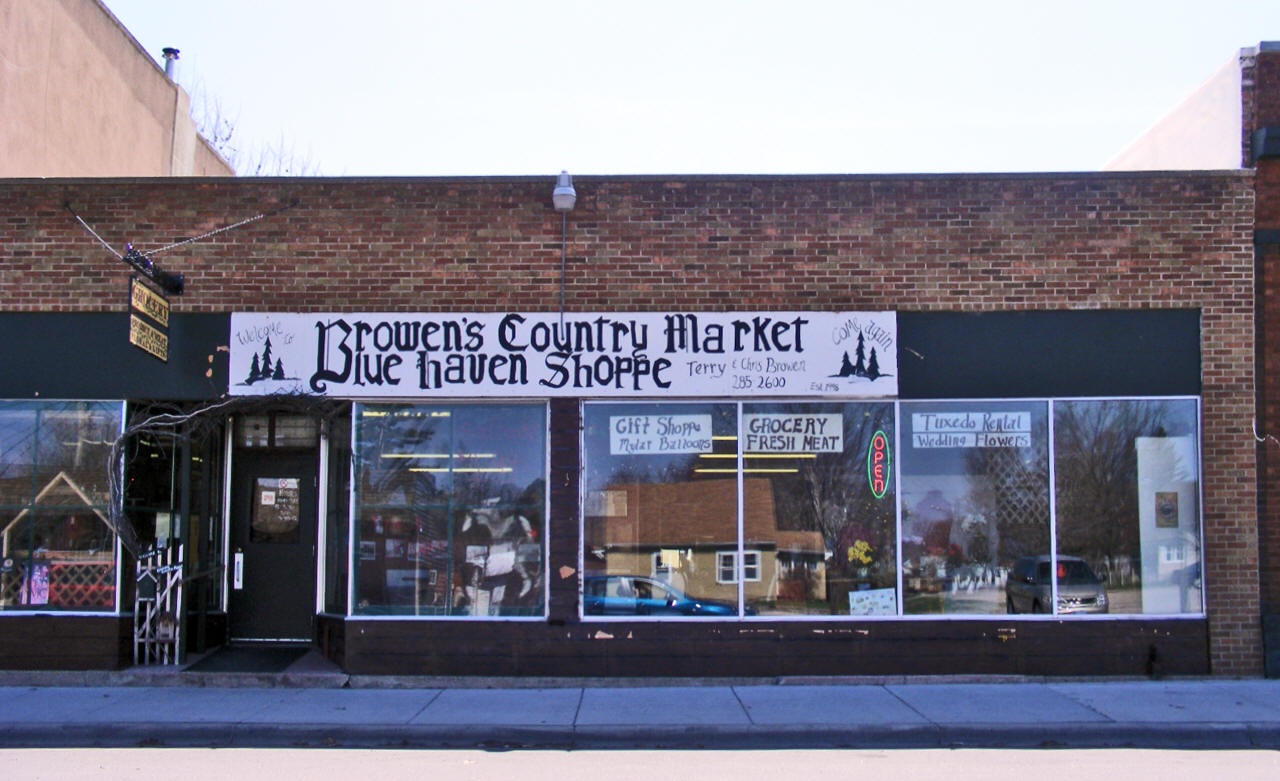 Welcome to
Browen's Country Market
Blue haven Shoppe
Terry & Chris Browen
285-2600
Est. 1996
Come again
GROCERY
Gift Shoppe
Mylar Balloons
GROCERY
FRESH MEAT
OPEN
Tuxedo Rental
Wedding Flowers